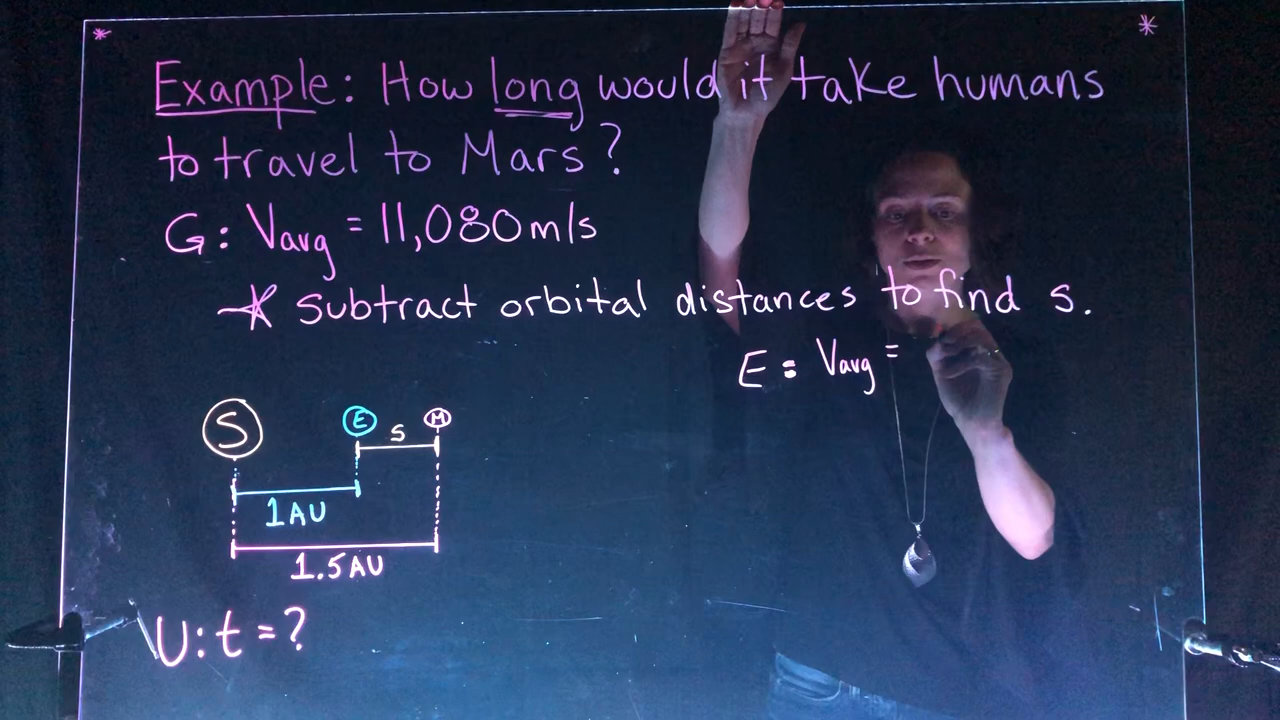 Example: How long would it take humans
to travel to Mars?
G: Vavg = 11,080 m/s
* subtract orbital distances to find s.
E: Vavg =
S E s M
1AU
1.5AU
U: t = ?